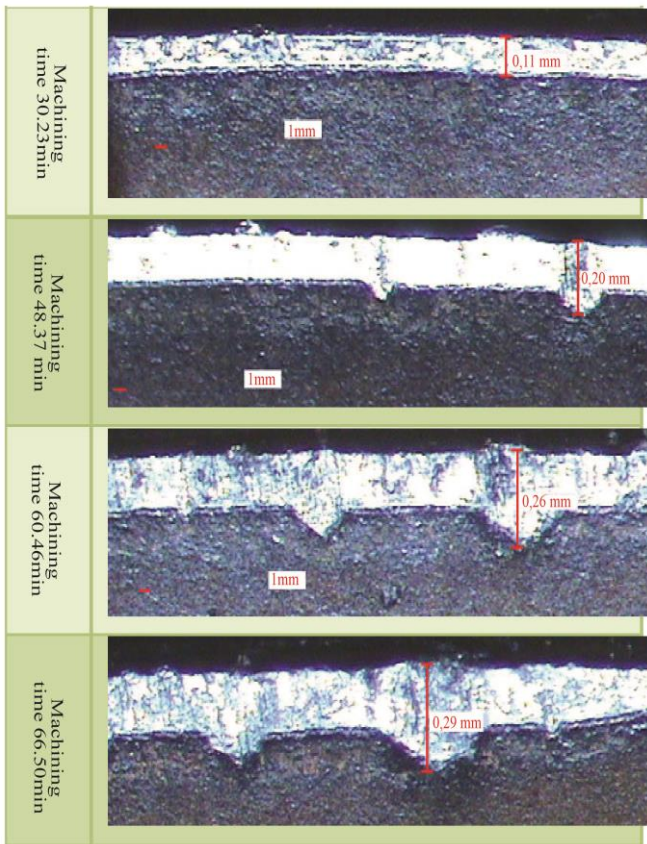 Machining
time 30.23min
0,11 mm
1mm
Machining
time 48.37 min
0,20 mm
1mm
Machining
time 60.46min
0,26 mm
1mm
Machining
time 66.50min
0,29 mm